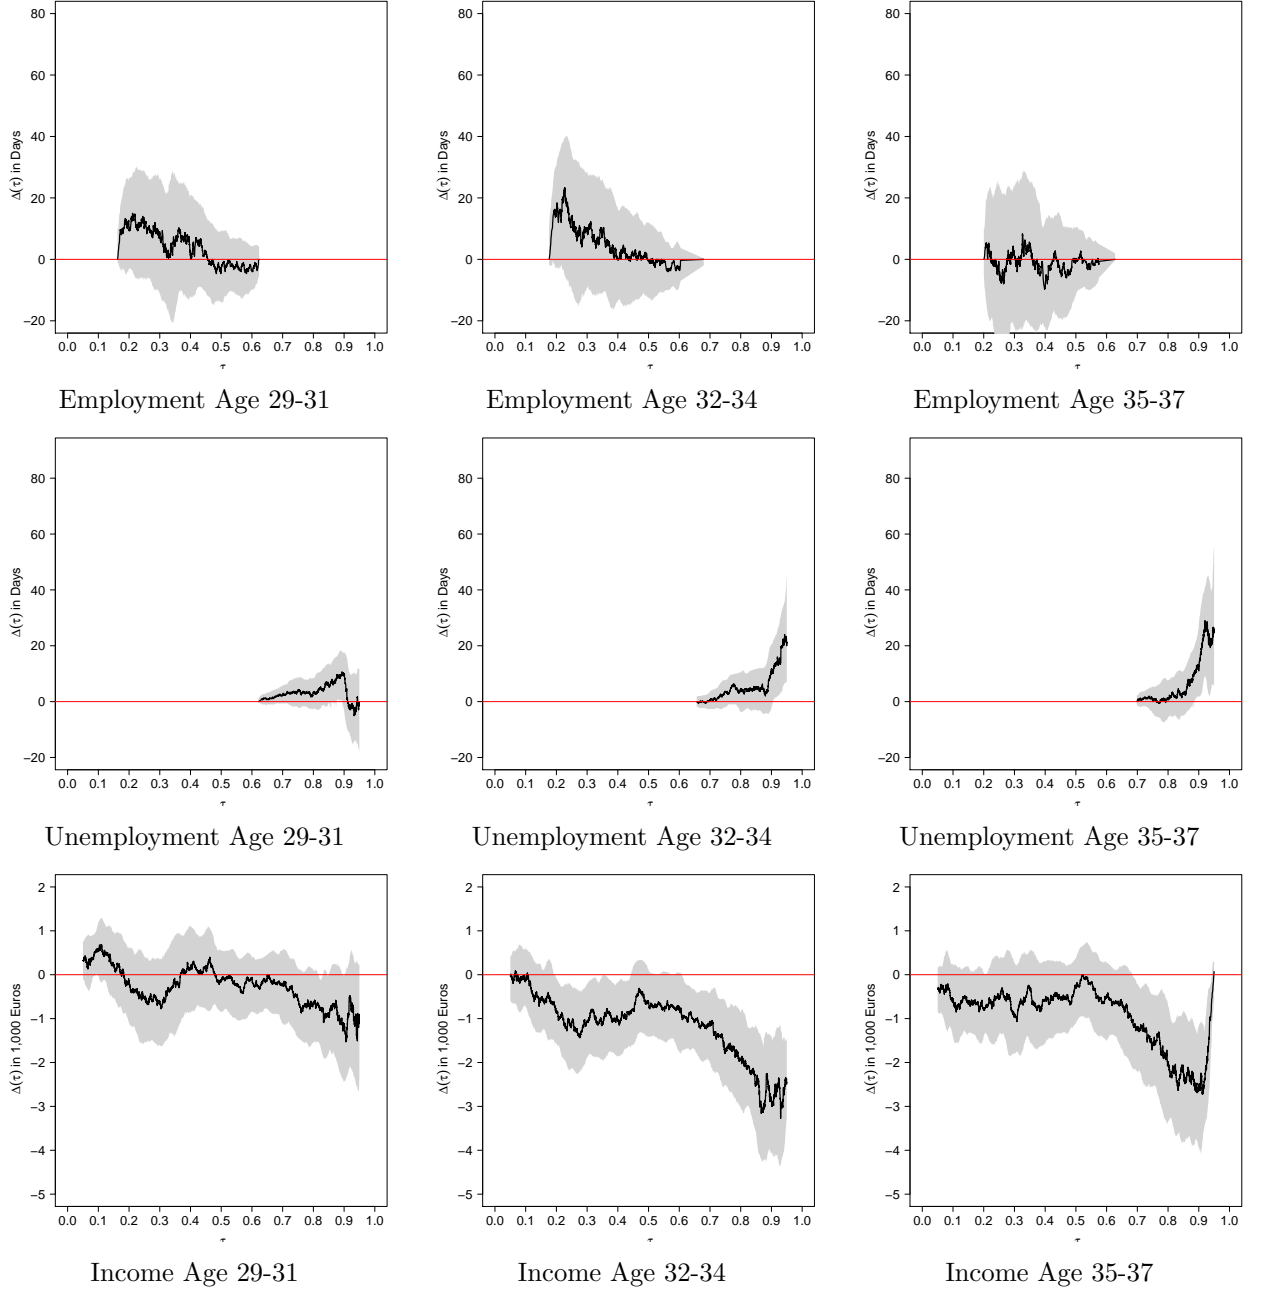 80
60
40
20
0
−20
Δ(τ) in Days
0.0 0.1 0.2 0.3 0.4 0.5 0.6 0.7 0.8 0.9 1.0
τ
Employment Age 29-31
80
60
40
20
0
−20
Δ(τ) in Days
0.0 0.1 0.2 0.3 0.4 0.5 0.6 0.7 0.8 0.9 1.0
τ
Employment Age 32-34
80
60
40
20
0
−20
Δ(τ) in Days
0.0 0.1 0.2 0.3 0.4 0.5 0.6 0.7 0.8 0.9 1.0
τ
Employment Age 35-37
80
60
40
20
0
−20
Δ(τ) in Days
0.0 0.1 0.2 0.3 0.4 0.5 0.6 0.7 0.8 0.9 1.0
τ
Unemployment Age 29-31
80
60
40
20
0
−20
Δ(τ) in Days
0.0 0.1 0.2 0.3 0.4 0.5 0.6 0.7 0.8 0.9 1.0
τ
Unemployment Age 32-34
80
60
40
20
0
−20
Δ(τ) in Days
0.0 0.1 0.2 0.3 0.4 0.5 0.6 0.7 0.8 0.9 1.0
τ
Unemployment Age 35-37
2
1
0
−1
−2
−3
−4
−5
Δ(τ) in 1,000 Euros
0.0 0.1 0.2 0.3 0.4 0.5 0.6 0.7 0.8 0.9 1.0
τ
Income Age 29-31
2
1
0
−1
−2
−3
−4
−5
Δ(τ) in 1,000 Euros
0.0 0.1 0.2 0.3 0.4 0.5 0.6 0.7 0.8 0.9 1.0
τ
Income Age 32-34
2
1
0
−1
−2
−3
−4
−5
Δ(τ) in 1,000 Euros
0.0 0.1 0.2 0.3 0.4 0.5 0.6 0.7 0.8 0.9 1.0
τ
Income Age 35-37